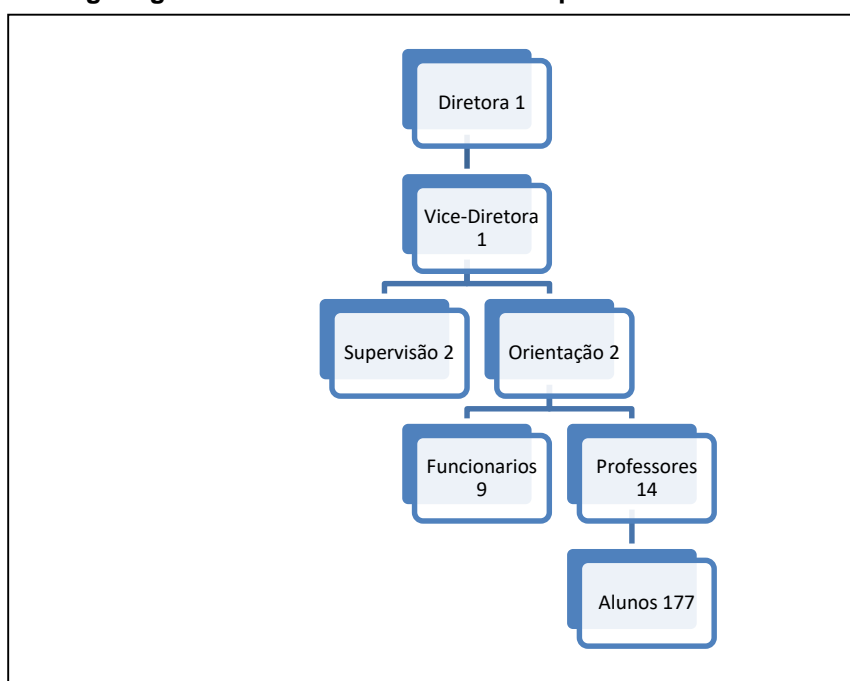 Diretora 1
Vice-Diretora
1
Supervisão 2
Orientação 2
Funcionarios
9
Professores
14
Alunos 177